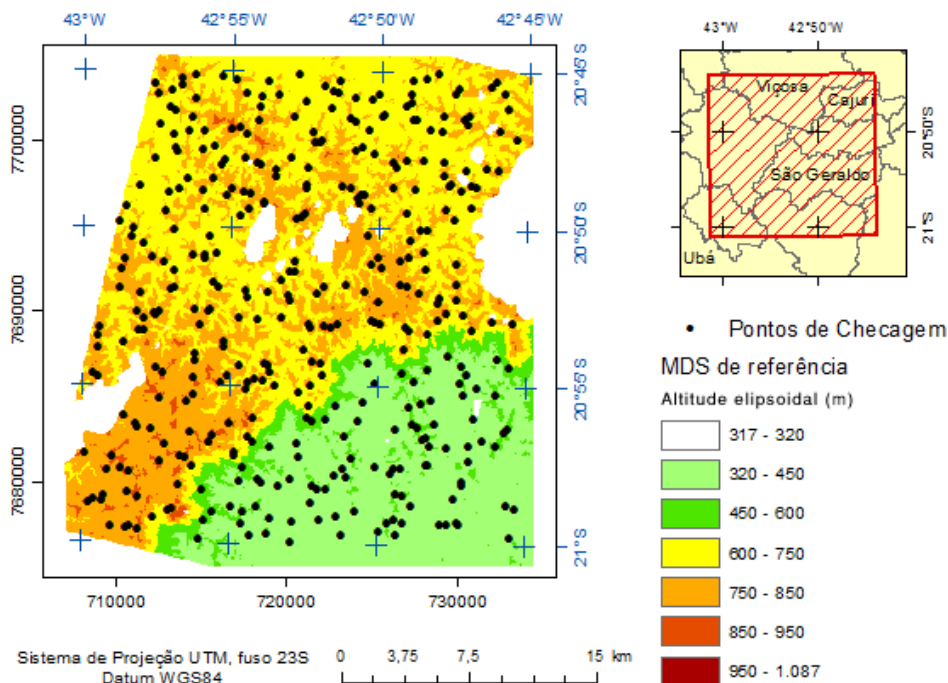 43°W 42°55'W 42°50'W 42°45'W
20°45'S
20°50'S
20°55'S
21°S
7700000
7690000
7680000
710000 720000 730000
Sistema de Projeção UTM, fuso 23S
Datum WGS84
0 3,75 7,5 15 km
43°W 42°50'W
20°50'S
21°S
Viçosa
Cajuri
São Geraldo
Ubá
Pontos de Checagem
MDS de referência
Altitude elipsoidal (m)
317 - 320
320 - 450
450 - 600
600 - 750
750 - 850
850 - 950
950 - 1.087